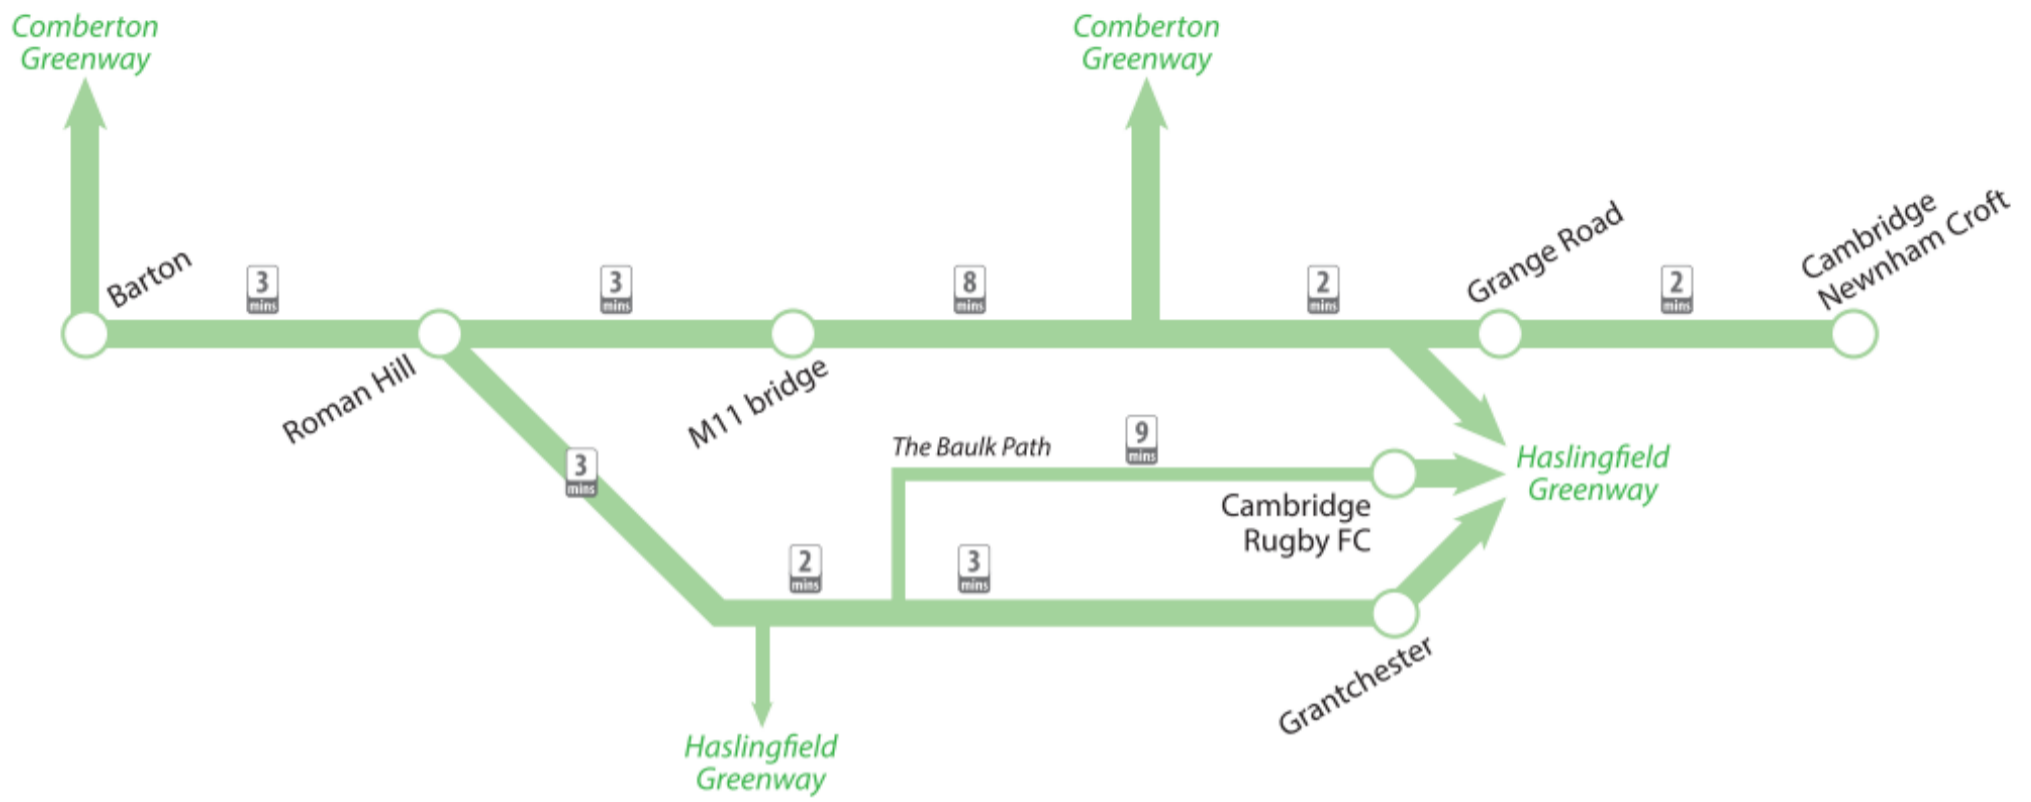 Comberton
Greenway
Comberton
Greenway
Barton
3
mins
3
mins
8
mins
2
mins
Grange Road
2
mins
Cambridge
Newnham Croft
Roman Hill
M11 bridge
3
mins
The Baulk Path
9
mins
Cambridge
Rugby FC
Haslingfield
Greenway
2
mins
3
mins
Grantchester
Haslingfield
Greenway